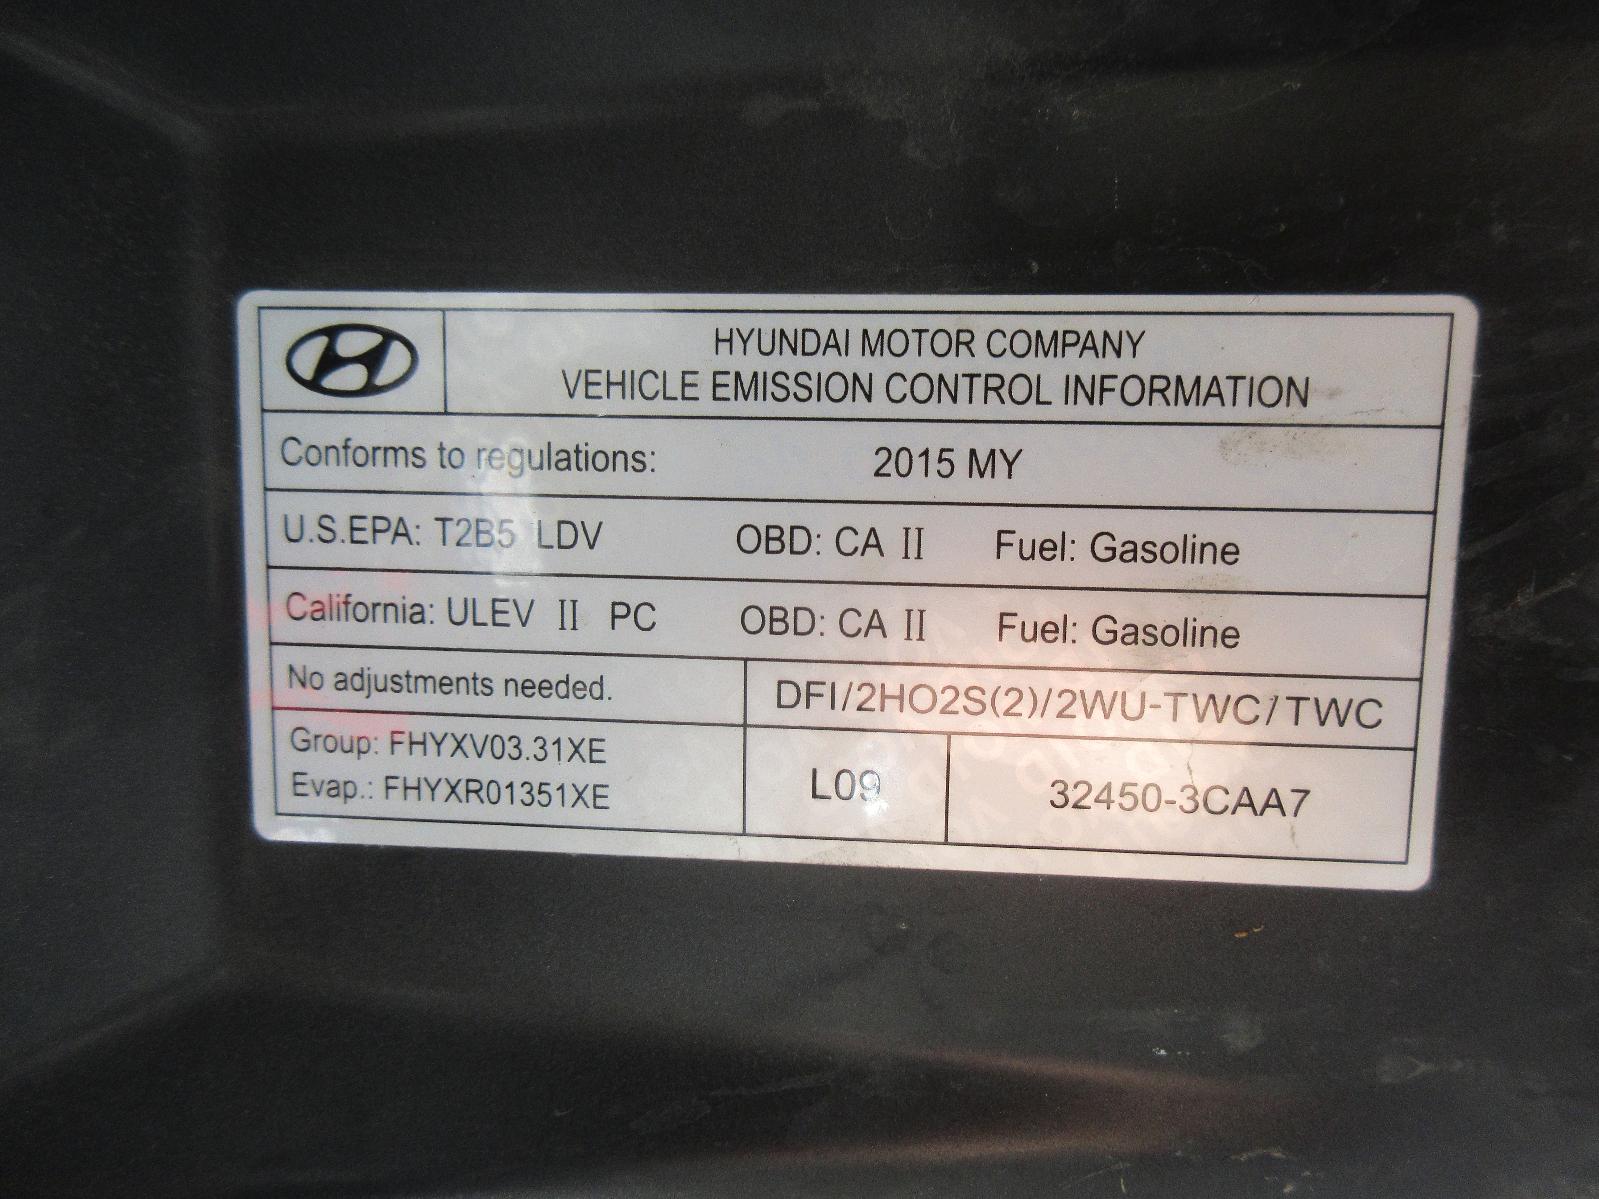 HYUNDAI MOTOR COMPANY
VEHICLE EMISSION CONTROL INFORMATION
Conforms to regulations: 2015 MY
U.S.EPA: T2B5 LDV OBD: CA II Fuel: Gasoline
California: ULEV II PC OBD: CA II Fuel: Gasoline
No adjustments needed. DFI/2HO2S(2)/2WU-TWC/TWC
Group: FHYXV03.31XE
Evap.: FHYXR01351XE
L09 32450-3CAA7